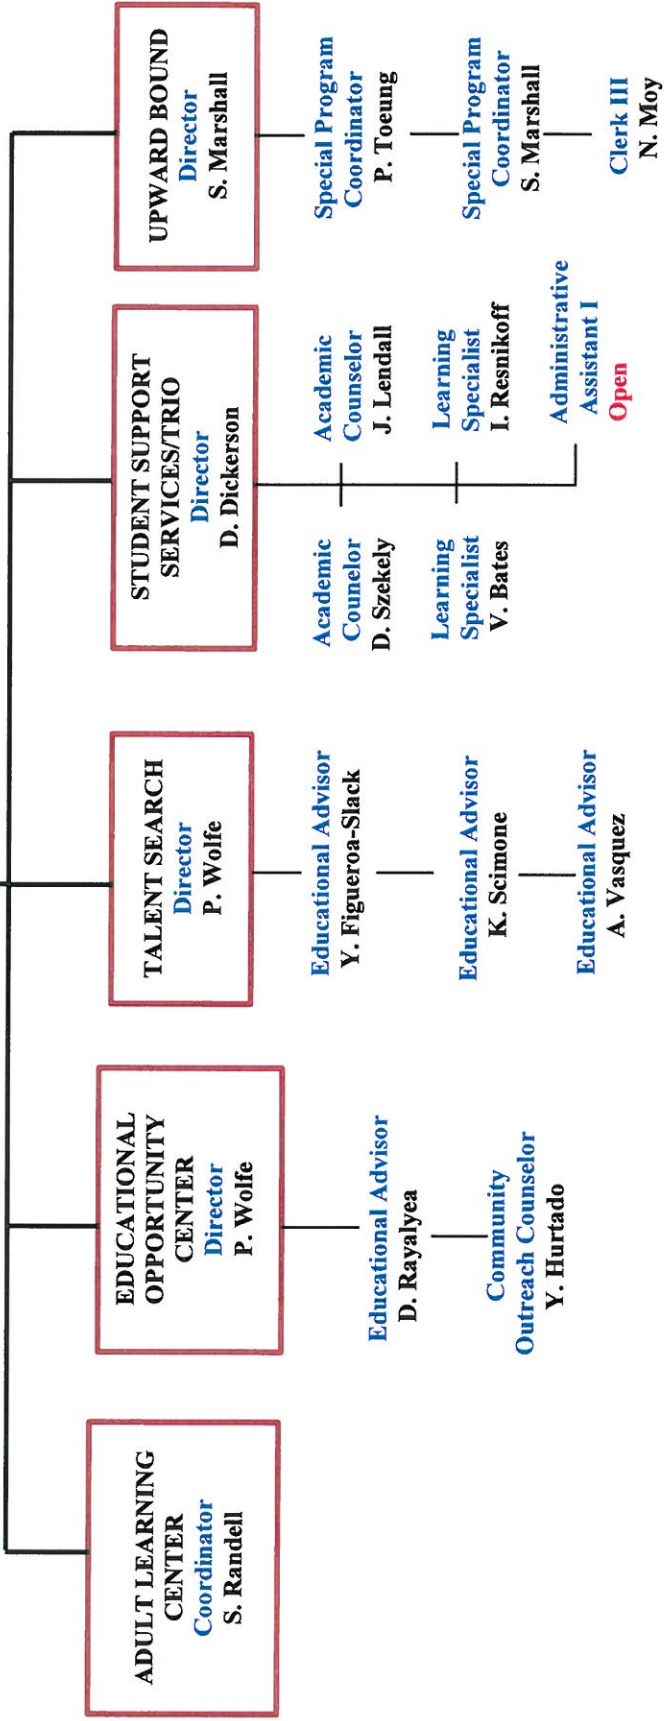 ADULT LEARNING
CENTER
Coordinator
S. Randell
EDUCATIONAL
OPPORTUNITY
CENTER
Director
P. Wolfe
Educational Advisor
D. Rayalyea
Community
Outreach Counselor
Y. Hurtado
TALENT SEARCH
Director
P. Wolfe
Educational Advisor
Y. Figueroa-Slack
Educational Advisor
K. Scimone
Educational Advisor
A. Vasquez
STUDENT SUPPORT
SERVICES/TRIO
Director
D. Dickerson
Academic
Counelor
D. Szekely
Academic
Counselor
J. Lendall
Learning
Specialist
V. Bates
Learning
Specialist
I. Resnikoff
Administrative
Assistant I
Open
UPWARD BOUND
Director
S. Marshall
Special Program
Coordinator
P. Toeung
Special Program
Coordinator
S. Marshall
Clerk III
N. Moy